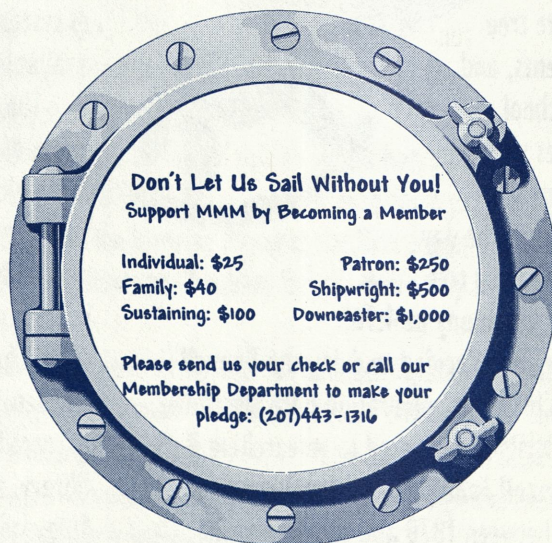 Don't Let Us Sail Without You!
Support MMM by Becoming a Member
Individual: $25 Patron: $250
Family: $40 Shipwright: $500
Sustaining: $100 Downeaster: $1,000
Please send us your check or call our
Membership Department to make your
pledge: (207)443-1316